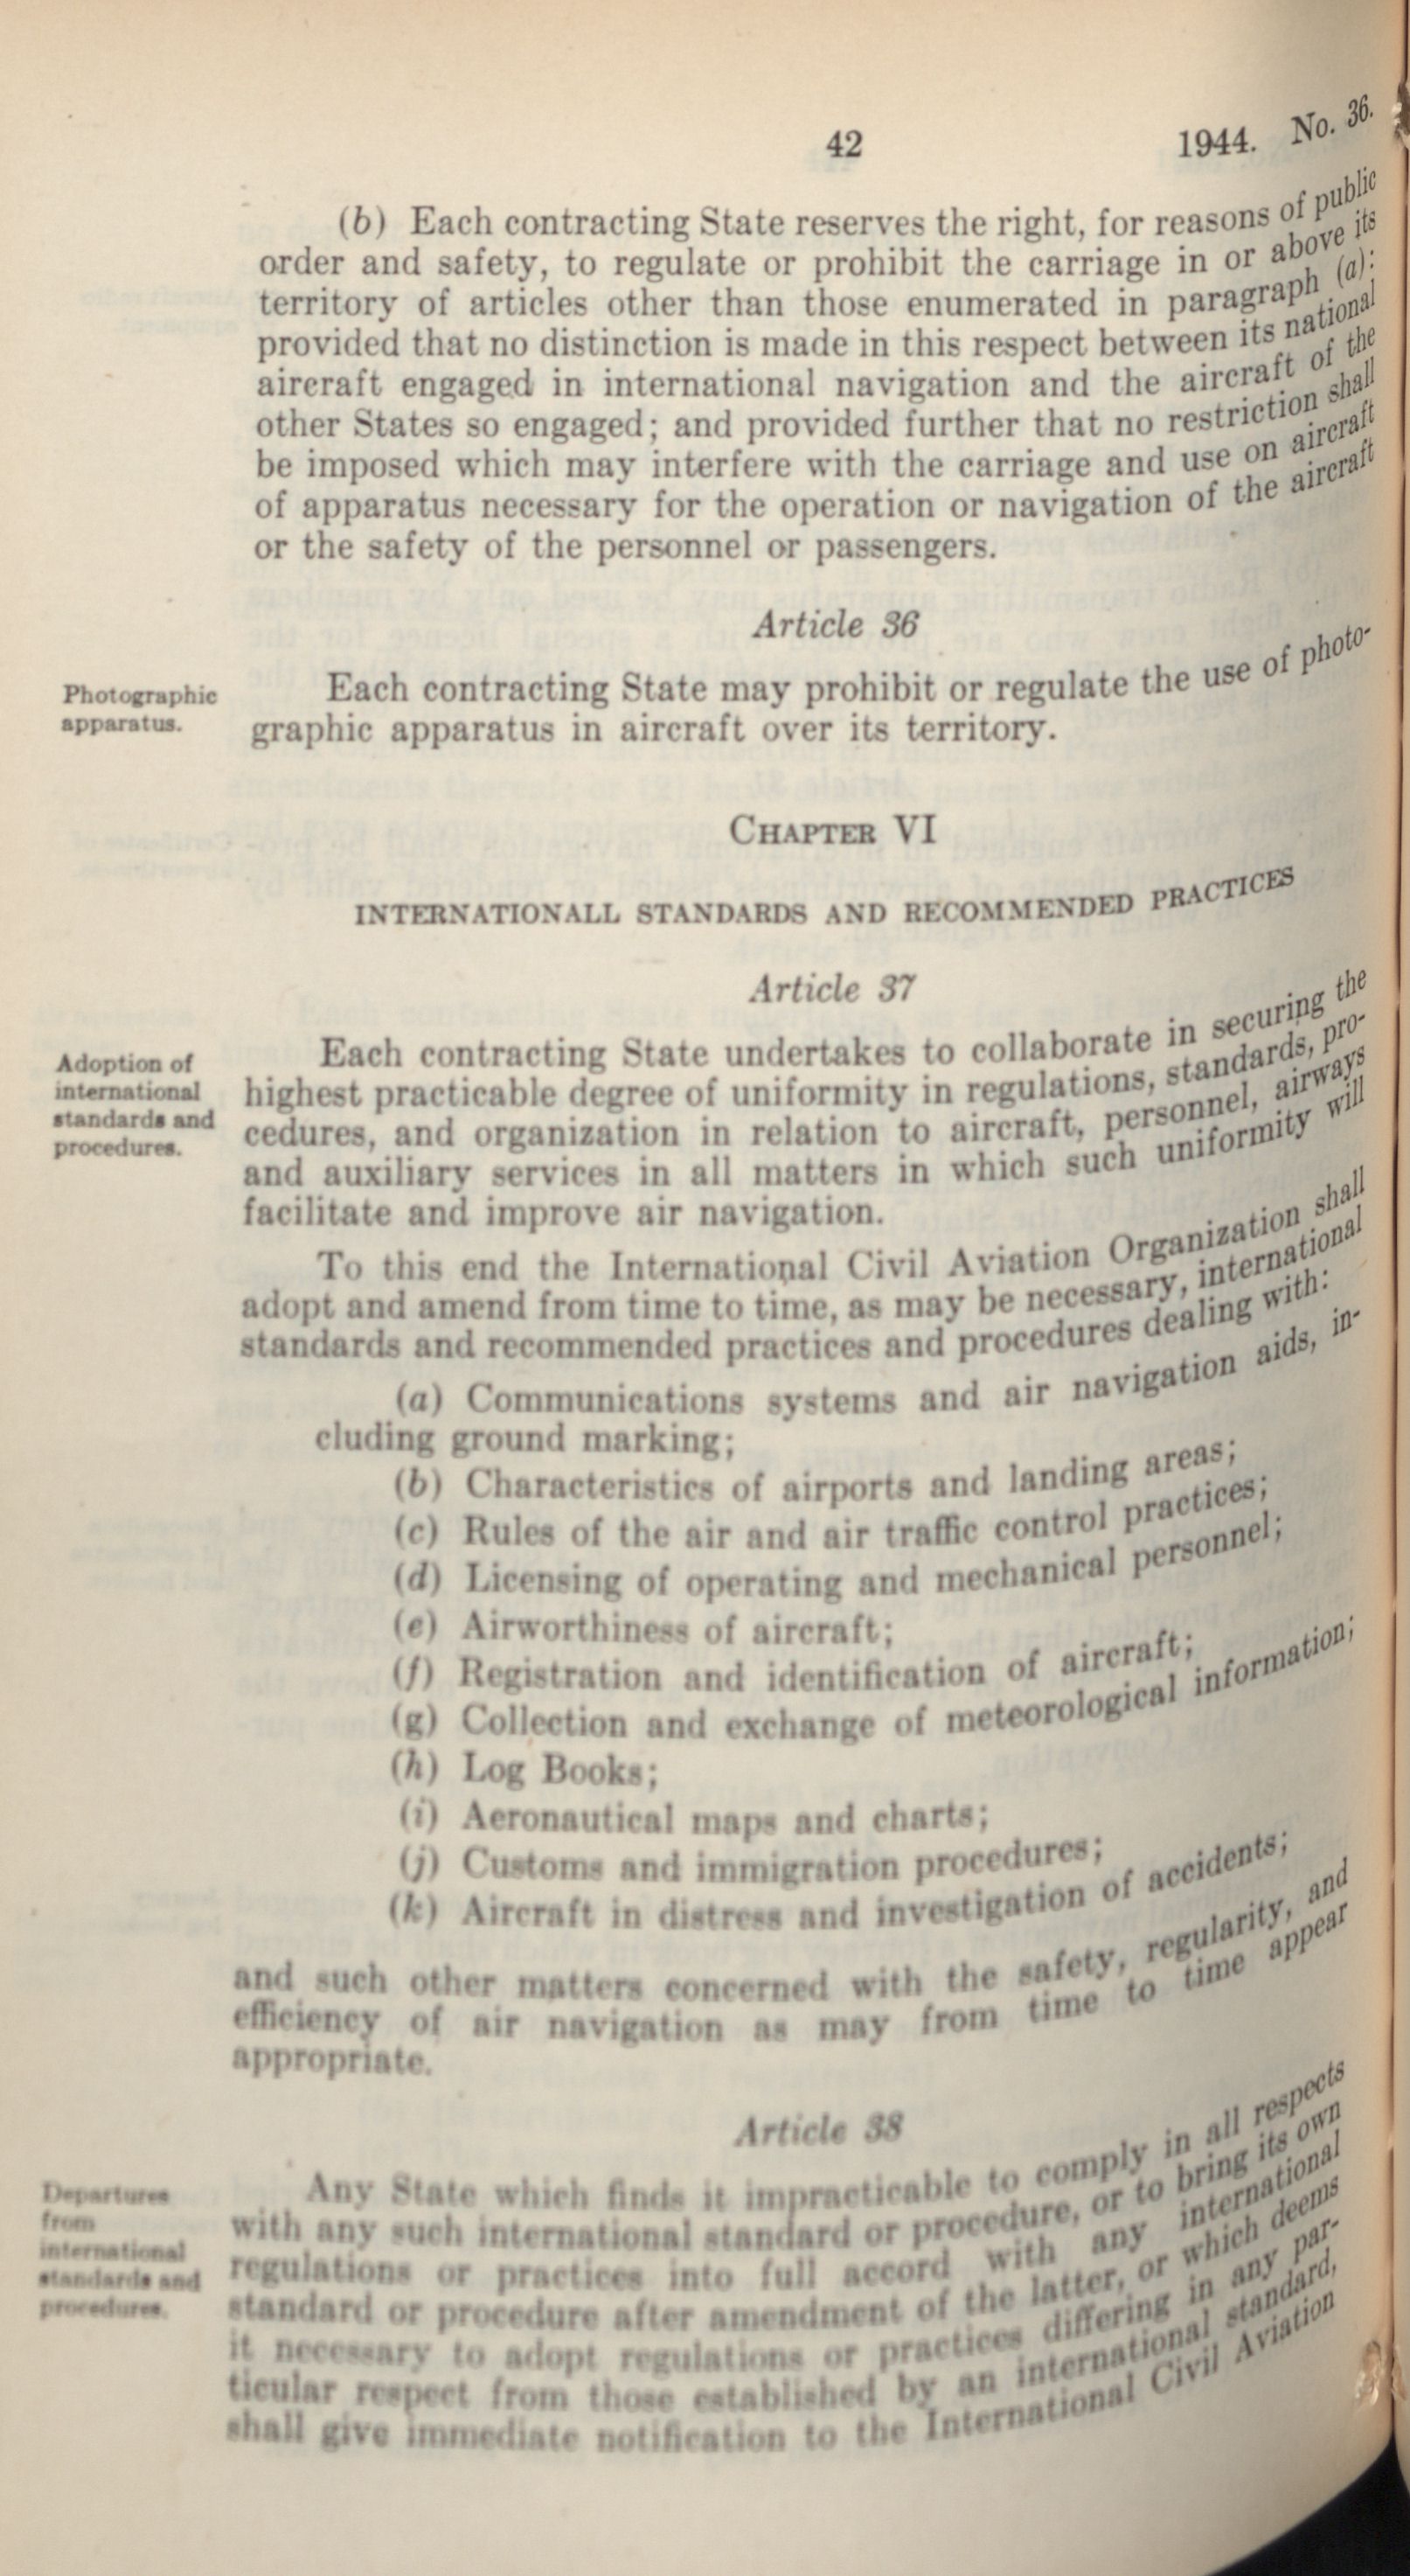 42
1944. No. 36.
(b) Each contracting State reserves the right, for reasons of public
order and safety, to regulate or prohibit the carriage in or above its
territory of articles other than those enumerated in paragraph (a):
provided that no distinction is made in this respect between its national
aircraft engaged in international navigation and the aircraft of the
other States so engaged; and provided further that no restriction shall
be imposed which may interfere with the carriage and use on aircraft
of apparatus necessary for the operation or navigation of the aircraft
or the safety of the personnel or passengers.
Article 36
Photographic
apparatus.
Each contracting State may prohibit or regulate the use of photo-
graphic apparatus in aircraft over its territory.
CHAPTER VI
INTERNATIONALL STANDARDS AND RECOMMENDED PRACTICES
Article 37
Adoption of
international
standards and
procedures.
Each contracting State undertakes to collaborate in securing the
highest practicable degree of uniformity in regulations, standards, pro-
cedures, and organization in relation to aircraft, personnel, airways
and auxiliary services in all matters in which such uniformity will
facilitate and improve air navigation.
To this end the International Civil Aviation Organization shall
adopt and amend from time to time, as may be necessary, international
standards and recommended practices and procedures dealing with:
(a) Communications systems and air navigation aids, in-
cluding ground marking;
(b) Characteristics of airports and landing areas;
(c) Rules of the air and air traffic control practices;
(d) Licensing of operating and mechanical personnel;
(e) Airworthiness of aircraft;
(f) Registration and identification of aircraft;
(g) Collection and exchange of meteorological information;
(h) Log Books;
(i) Aeronautical maps and charts;
(j) Customs and immigration procedures;
(k) Aircraft in distress and investigation of accidents;
and such other matters concerned with the safety, regularity, and
efficiency of air navigation as may from time to time appear
appropriate.
Article 38
Departures
from
international
standards and
procedures.
Any State which finds it impracticable to comply in all respects
with any such international standard or procedure, or to bring its own
regulations or practices into full accord with any international
standard or procedure after amendment of the latter, or which deems
it necessary to adopt regulations or practices differing in any par-
ticular respect from those established by an international standard,
shall give immediate notification to the International Civil Aviation